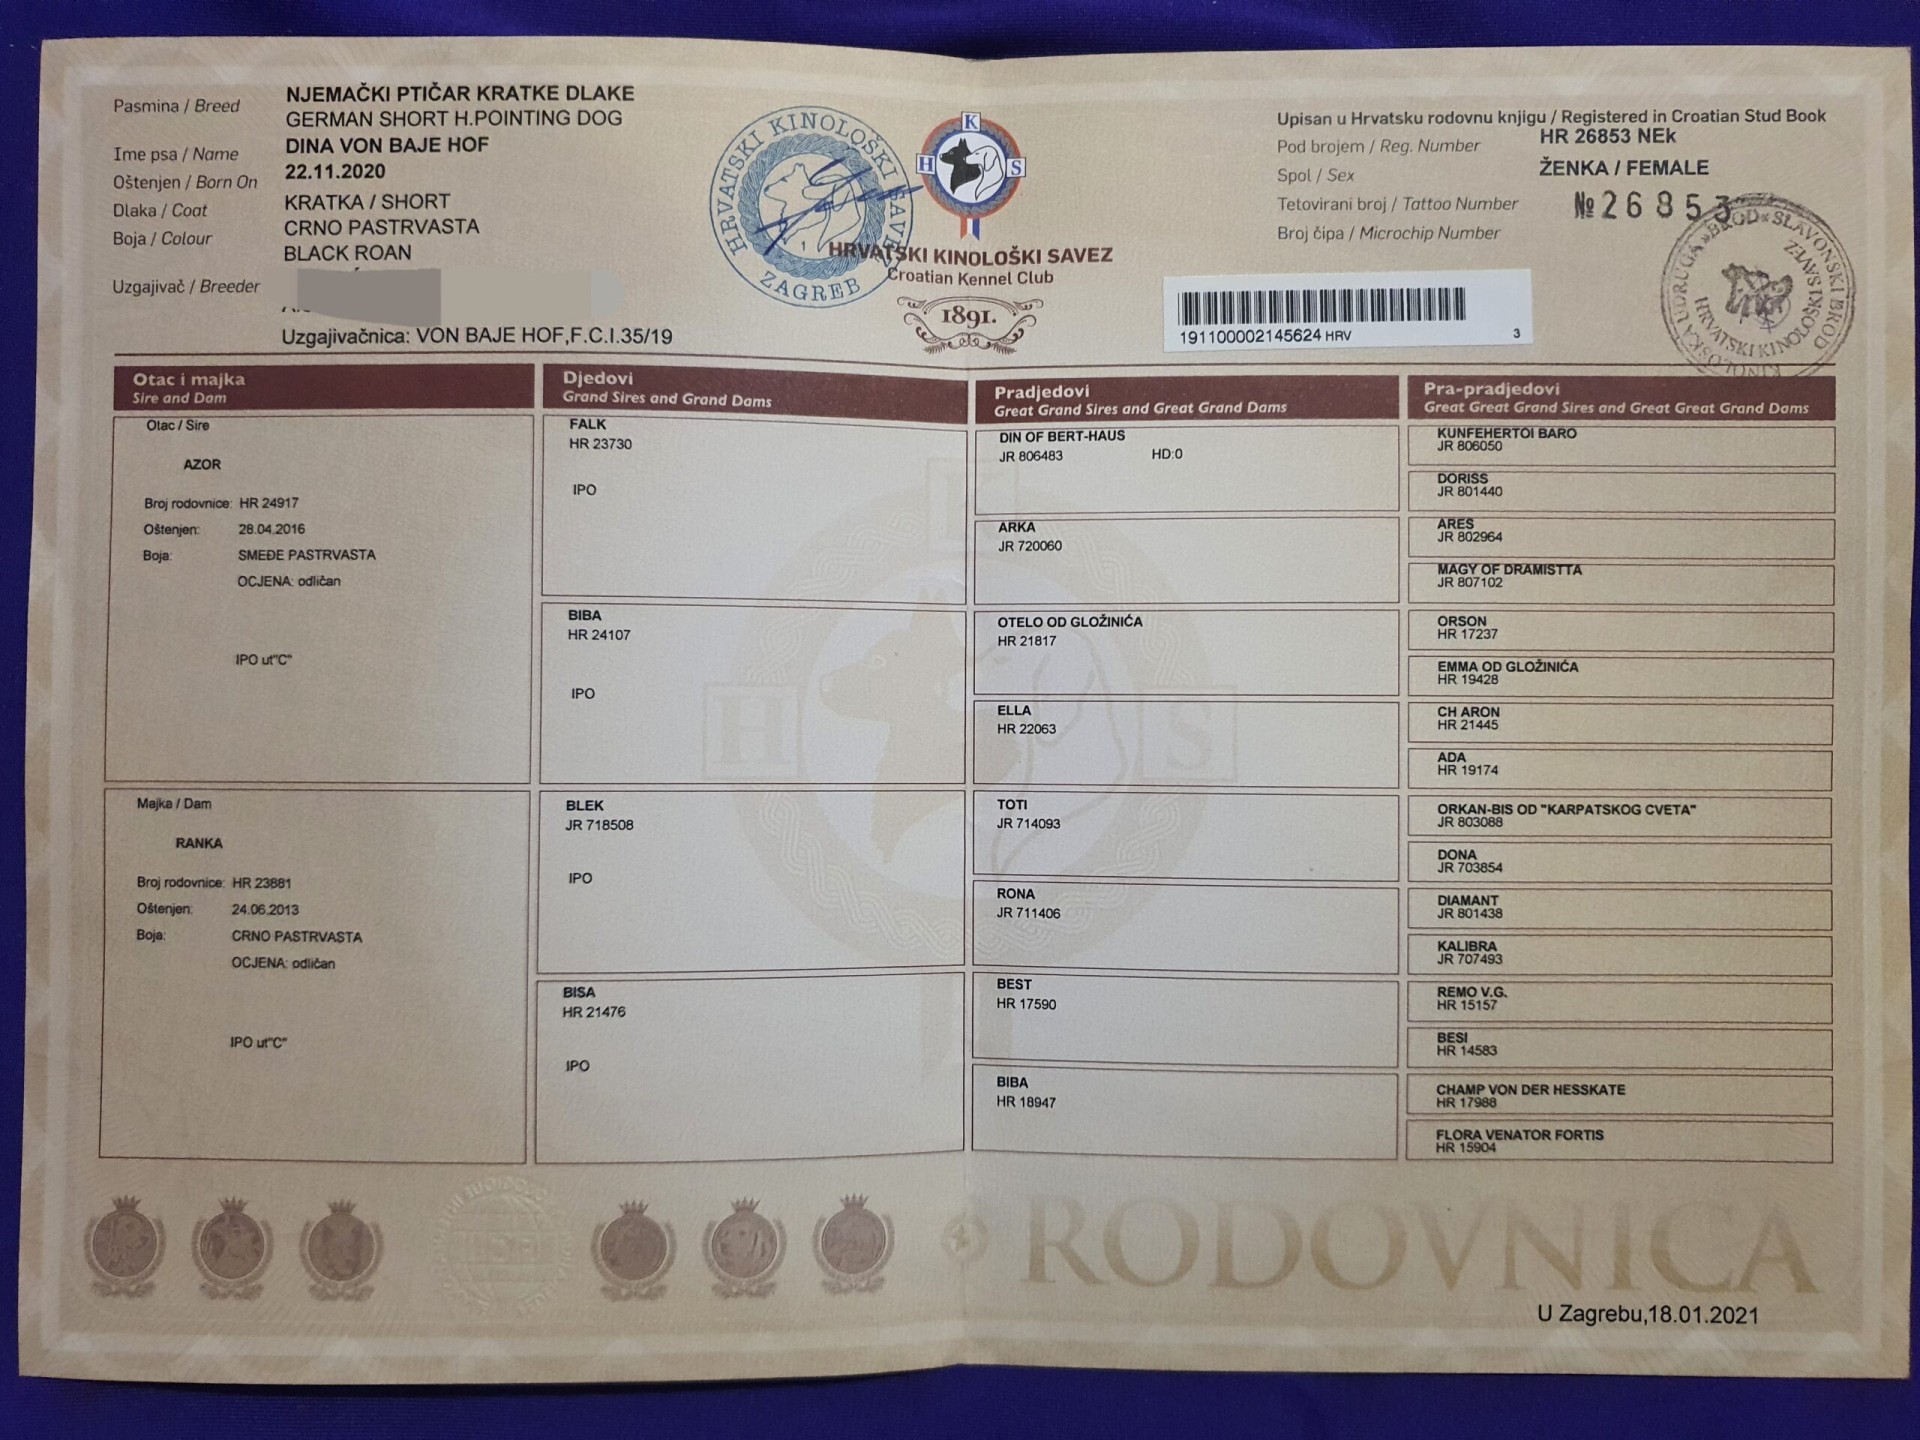 Pasmina / Breed
NJEMAČKI PTIČAR KRATKE DLAKE
GERMAN SHORT H.POINTING DOG
Ime psa / Name
DINA VON BAJE HOF
Oštenjen / Born On
22.11.2020
Dlaka / Coat
KRATKA / SHORT
Boja / Colour
CRNO PASTRVASTA
BLACK ROAN
Uzgajivač / Breeder
Uzgajivačnica: VON BAJE HOF,F.C.I.35/19
HRVATSKI KINOLOŠKI SAVEZ
ZAGREB
1
K
H S
HRVATSKI KINOLOŠKI SAVEZ
Croatian Kennel Club
1891.
Upisan u Hrvatsku rodovnu knjigu / Registered in Croatian Stud Book
Pod brojem / Reg. Number
HR 26853 NEk
Spol / Sex
ŽENKA / FEMALE
Tetovirani broj / Tattoo Number
№ 26853
Broj čipa / Microchip Number
191100002145624 HRV
3
KINOLOŠKA UDRUGA »BROD« SLAVONSKI BROD
HRVATSKI KINOLOŠKI SAVEZ
Otac i majka
Sire and Dam
Djedovi
Grand Sires and Grand Dams
Pradjedovi
Great Grand Sires and Great Grand Dams
Pra-pradjedovi
Great Great Grand Sires and Great Great Grand Dams
Otac / Sire
AZOR
Broj rodovnice: HR 24917
Oštenjen: 28.04.2016
Boja: SMEĐE PASTRVASTA
OCJENA: odličan
IPO ut"C"
Majka / Dam
RANKA
Broj rodovnice: HR 23881
Oštenjen: 24.06.2013
Boja: CRNO PASTRVASTA
OCJENA: odličan
IPO ut"C"
FALK
HR 23730
IPO
BIBA
HR 24107
IPO
BLEK
JR 718508
IPO
BISA
HR 21476
IPO
DIN OF BERT-HAUS
JR 806483 HD:0
ARKA
JR 720060
OTELO OD GLOŽINIĆA
HR 21817
ELLA
HR 22063
TOTI
JR 714093
RONA
JR 711406
BEST
HR 17590
BIBA
HR 18947
KUNFEHERTOI BARO
JR 806050
DORISS
JR 801440
ARES
JR 802964
MAGY OF DRAMISTTA
JR 807102
ORSON
HR 17237
EMMA OD GLOŽINIĆA
HR 19428
CH ARON
HR 21445
ADA
HR 19174
ORKAN-BIS OD "KARPATSKOG CVETA"
JR 803088
DONA
JR 703854
DIAMANT
JR 801438
KALIBRA
JR 707493
REMO V.G.
HR 15157
BESI
HR 14583
CHAMP VON DER HESSKATE
HR 17988
FLORA VENATOR FORTIS
HR 15904
K
H S
RODOVNICA
U Zagrebu,18.01.2021